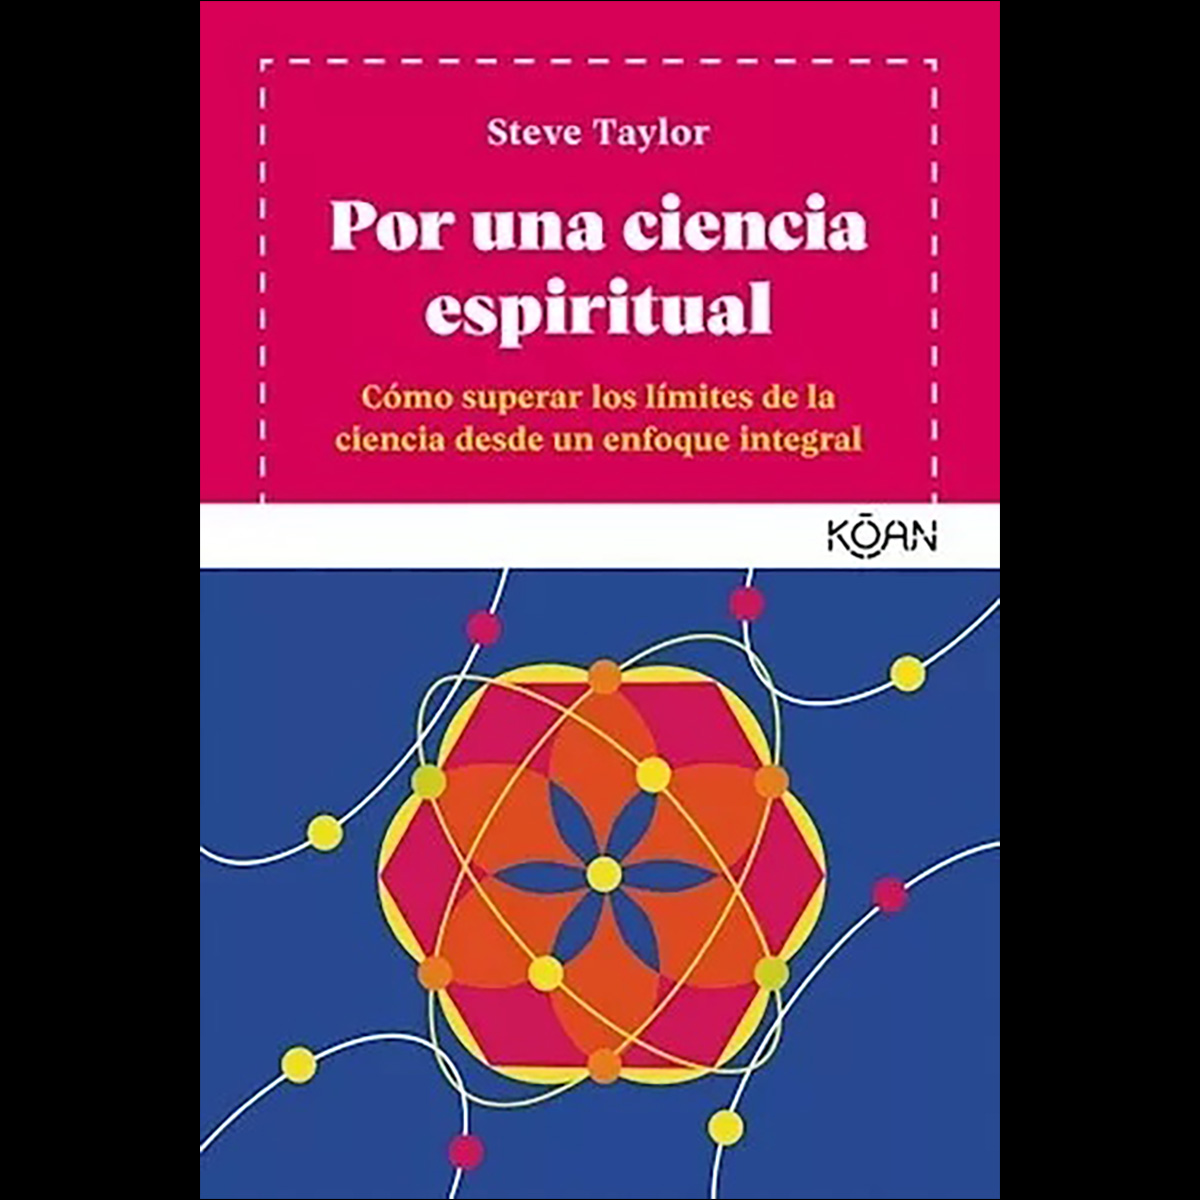 Steve Taylor
Por una ciencia
espiritual
Cómo superar los límites de la
ciencia desde un enfoque integral
KŌAN